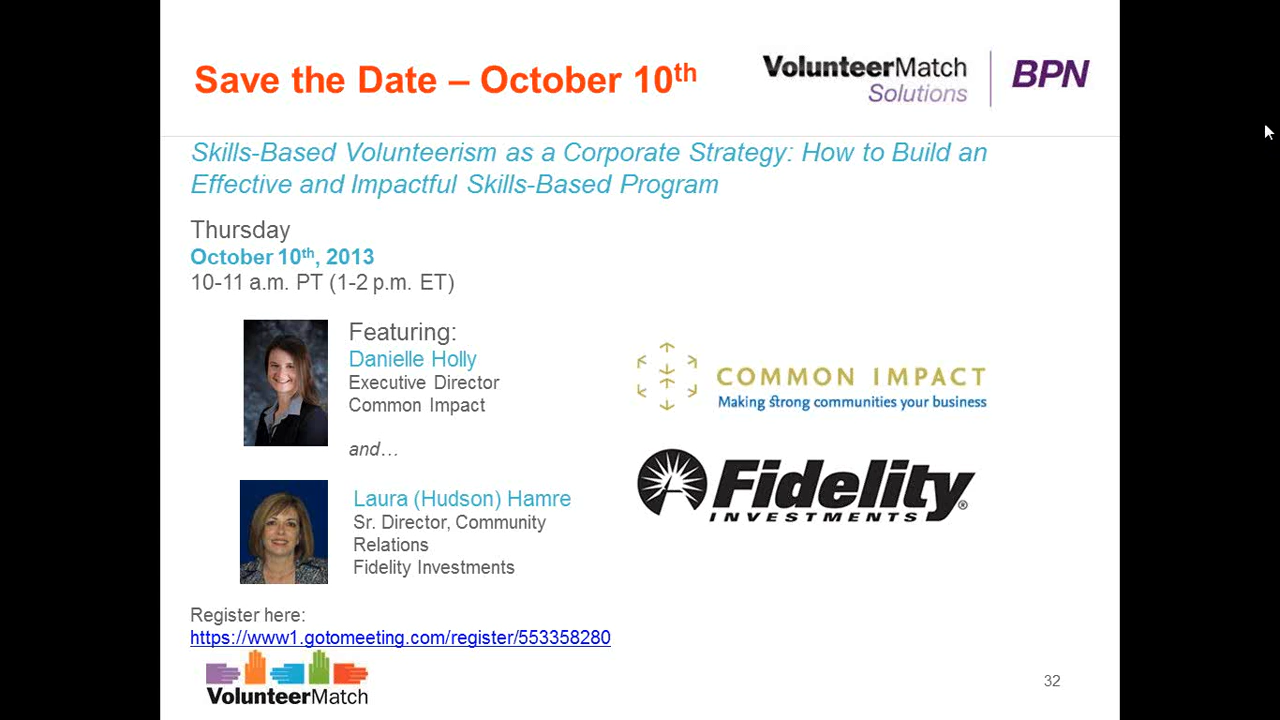 Save the Date – October 10th
VolunteerMatch
Solutions
BPN
Skills-Based Volunteerism as a Corporate Strategy: How to Build an
Effective and Impactful Skills-Based Program
Thursday
October 10th, 2013
10-11 a.m. PT (1-2 p.m. ET)
Featuring:
Danielle Holly
Executive Director
Common Impact
and…
COMMON IMPACT
Making strong communities your business
Laura (Hudson) Hamre
Sr. Director, Community
Relations
Fidelity Investments
Fidelity
INVESTMENTS®
Register here:
https://www1.gotomeeting.com/register/553358280
VolunteerMatch
32